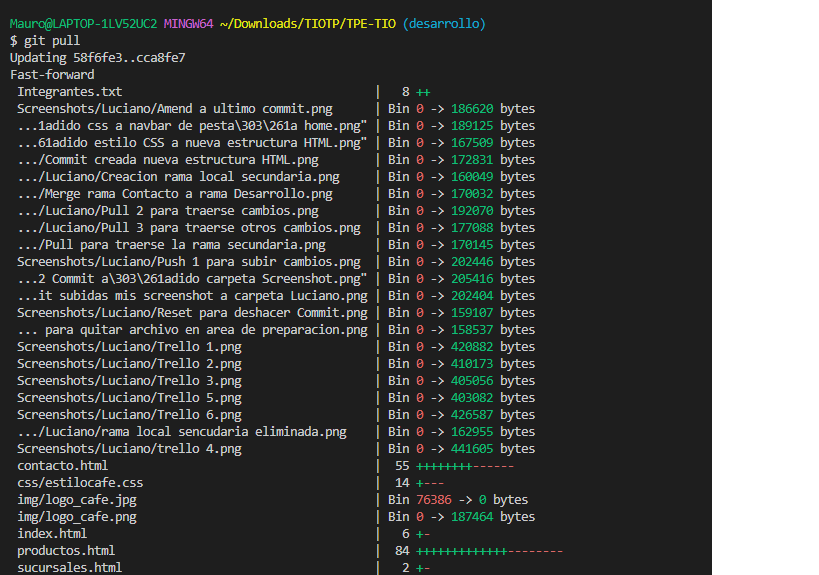 Mauro@LAPTOP-1LV52UC2 MINGW64 ~/Downloads/TIOTP/TPE-TIO (desarrollo)
$ git pull
Updating 58f6fe3..cca8fe7
Fast-forward
 Integrantes.txt | 8 ++
 Screenshots/Luciano/Amend a ultimo commit.png | Bin 0 -> 186620 bytes
 ...1adido css a navbar de pesta\303\261a home.png" | Bin 0 -> 189125 bytes
 ...61adido estilo CSS a nueva estructura HTML.png" | Bin 0 -> 167509 bytes
 .../Commit creada nueva estructura HTML.png | Bin 0 -> 172831 bytes
 .../Luciano/Creacion rama local secundaria.png | Bin 0 -> 160049 bytes
 .../Merge rama Contacto a rama Desarrollo.png | Bin 0 -> 170032 bytes
 .../Luciano/Pull 2 para traerse cambios.png | Bin 0 -> 192070 bytes
 .../Luciano/Pull 3 para traerse otros cambios.png | Bin 0 -> 177088 bytes
 .../Pull para traerse la rama secundaria.png | Bin 0 -> 170145 bytes
 Screenshots/Luciano/Push 1 para subir cambios.png | Bin 0 -> 202446 bytes
 ...2 Commit a\303\261adido carpeta Screenshot.png" | Bin 0 -> 205416 bytes
 ...it subidas mis screenshot a carpeta Luciano.png | Bin 0 -> 202404 bytes
 Screenshots/Luciano/Reset para deshacer Commit.png | Bin 0 -> 159107 bytes
 ... para quitar archivo en area de preparacion.png | Bin 0 -> 158537 bytes
 Screenshots/Luciano/Trello 1.png | Bin 0 -> 420882 bytes
 Screenshots/Luciano/Trello 2.png | Bin 0 -> 410173 bytes
 Screenshots/Luciano/Trello 3.png | Bin 0 -> 405056 bytes
 Screenshots/Luciano/Trello 5.png | Bin 0 -> 403082 bytes
 Screenshots/Luciano/Trello 6.png | Bin 0 -> 426587 bytes
 .../Luciano/rama local sencudaria eliminada.png | Bin 0 -> 162955 bytes
 Screenshots/Luciano/trello 4.png | Bin 0 -> 441605 bytes
 contacto.html | 55 ++++++++------
 css/estilocafe.css | 14 +---
 img/logo_cafe.jpg | Bin 76386 -> 0 bytes
 img/logo_cafe.png | Bin 0 -> 187464 bytes
 index.html | 6 +-
 productos.html | 84 +++++++++++++--------
 sucursales.html | 2 +-